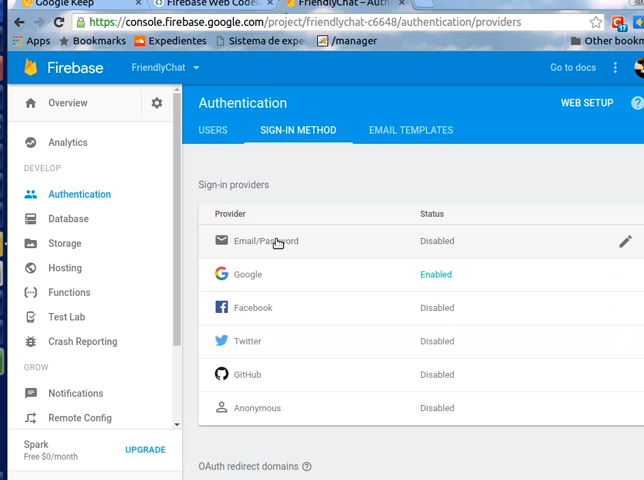 Google Keep
Firebase Web Codel
FriendlyChat – Auth
https://console.firebase.google.com/project/friendlychat-c6648/authentication/providers
Apps
Bookmarks
Expedientes
Sistema de expe
/manager
Other bookm
17
Firebase
FriendlyChat
Go to docs
Overview
Authentication
WEB SETUP
?
USERS
SIGN-IN METHOD
EMAIL TEMPLATES
Analytics
DEVELOP
Authentication
Database
Storage
Hosting
Functions
Test Lab
Crash Reporting
GROW
Notifications
Remote Config
Spark
Free $0/month
UPGRADE
Sign-in providers
Provider Status
Email/Password Disabled
Google Enabled
Facebook Disabled
Twitter Disabled
GitHub Disabled
Anonymous Disabled
OAuth redirect domains ?